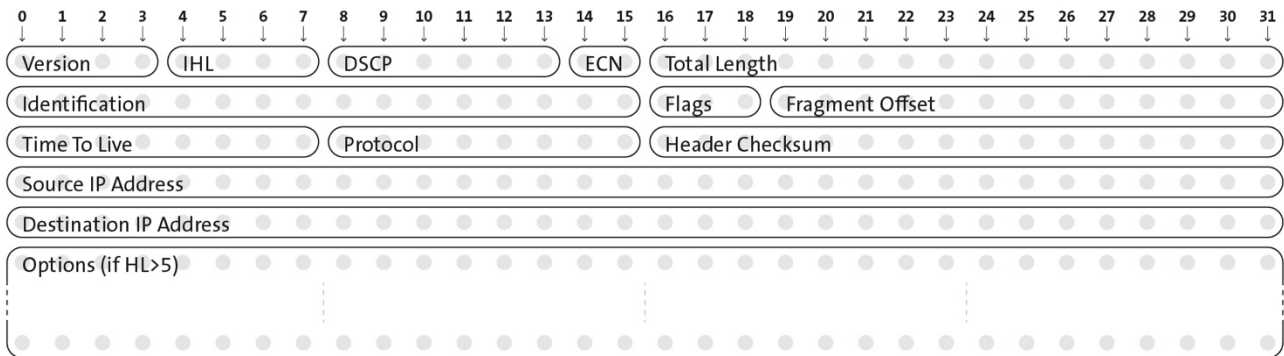 0 1 2 3 4 5 6 7 8 9 10 11 12 13 14 15 16 17 18 19 20 21 22 23 24 25 26 27 28 29 30 31
Version IHL DSCP ECN Total Length
Identification Flags Fragment Offset
Time To Live Protocol Header Checksum
Source IP Address
Destination IP Address
Options (if HL>5)